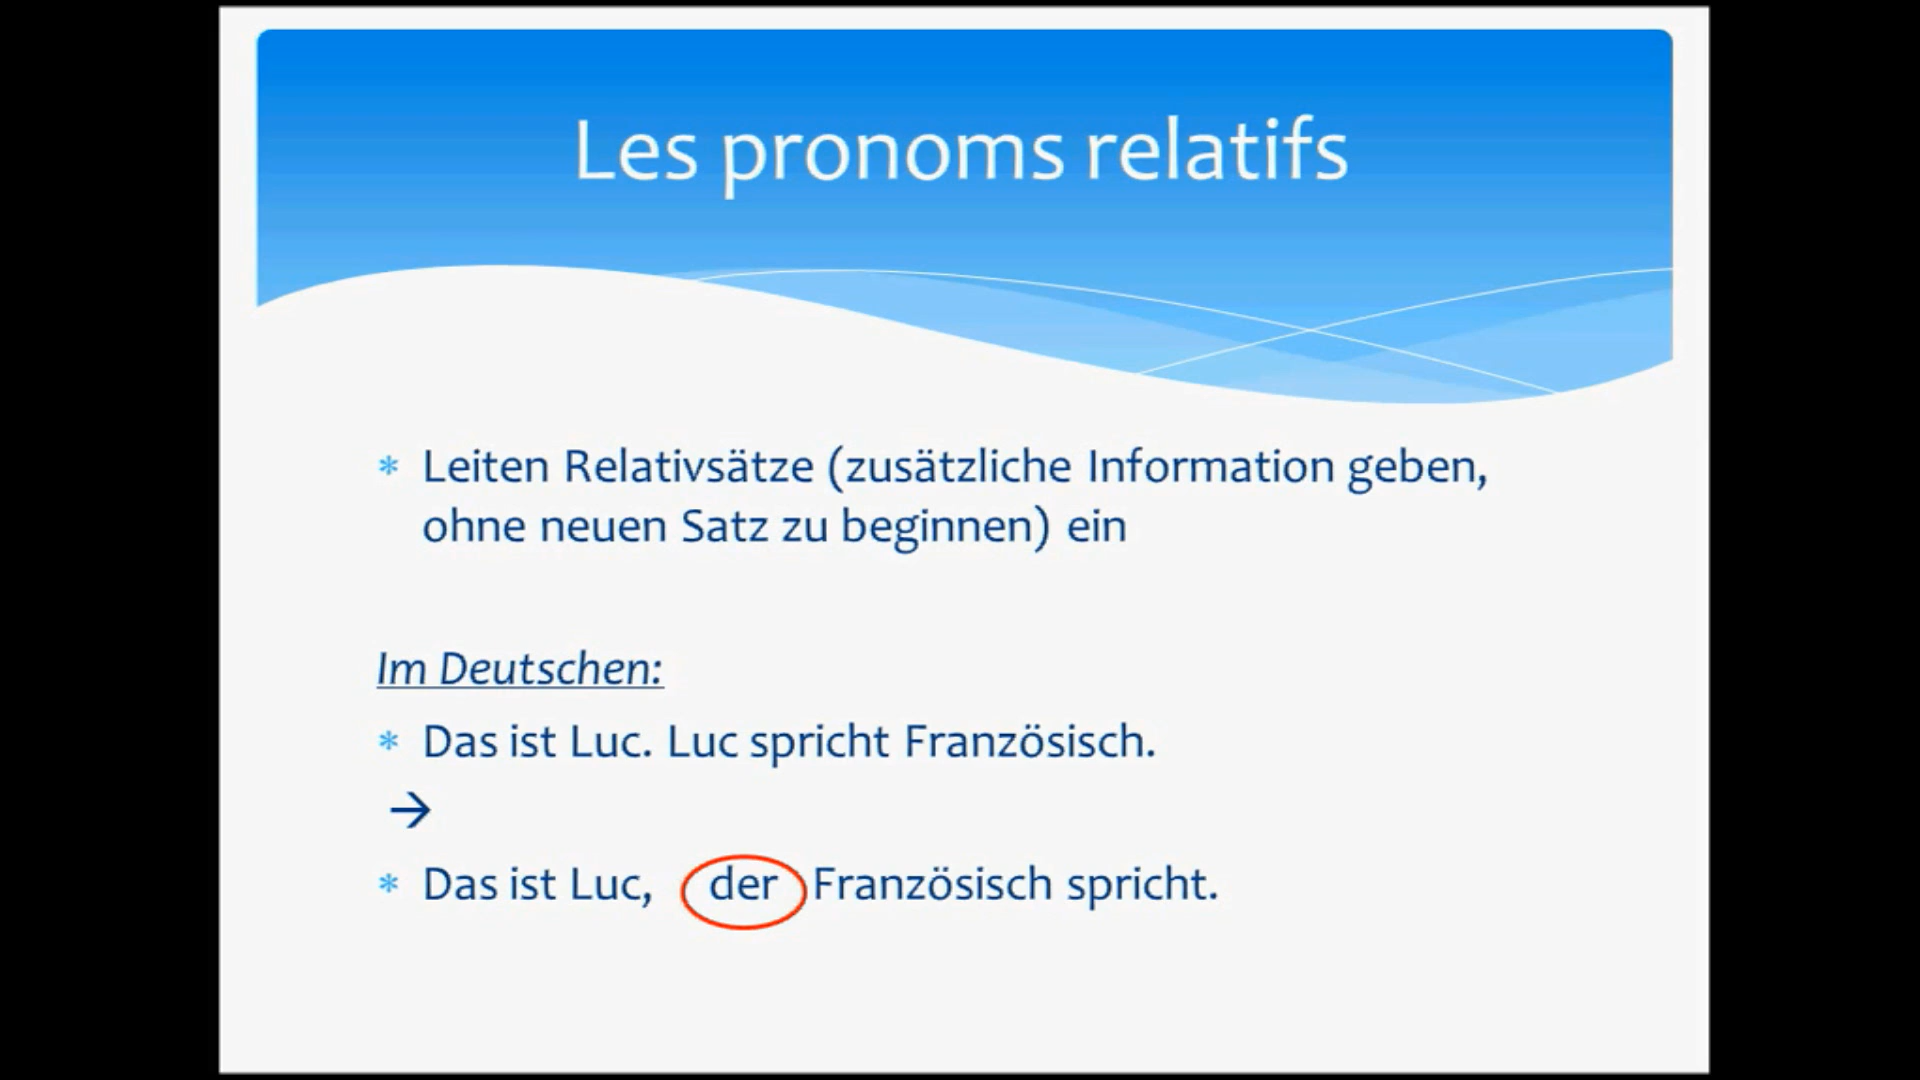 Les pronoms relatifs
* Leiten Relativsätze (zusätzliche Information geben,
ohne neuen Satz zu beginnen) ein
Im Deutschen:
* Das ist Luc. Luc spricht Französisch.
→
* Das ist Luc, der Französisch spricht.